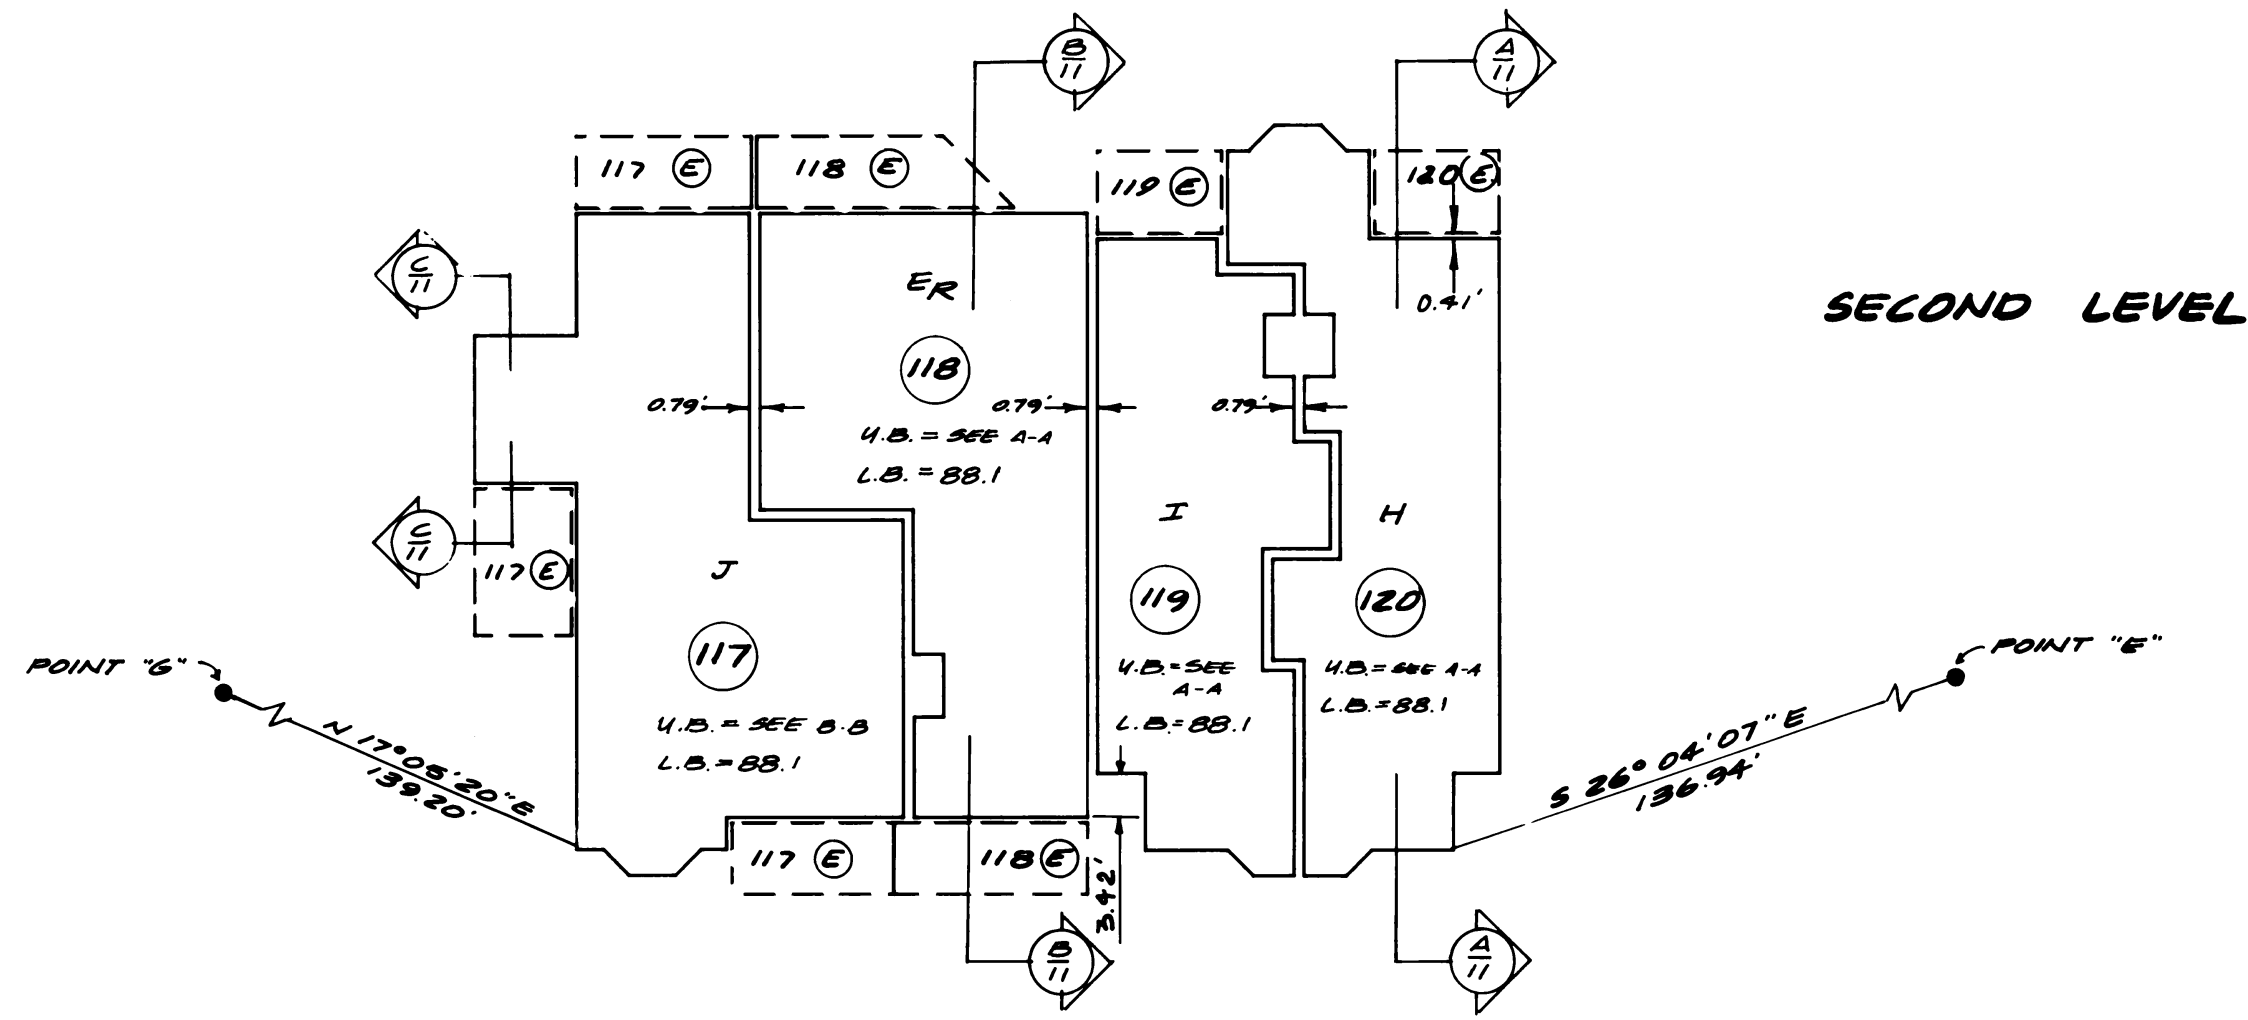 B
11
A
11
117 E
118 E
119 E
120 E
C
11
ER
0.41'
SECOND LEVEL
118
0.79'
0.79'
0.79'
U.B. = SEE A-A
L.B. = 88.1
I
H
C
11
117 E
J
119
120
117
POINT "G"
POINT "E"
U.B. = SEE
A-A
L.B. = 88.1
U.B. = SEE A-A
L.B. = 88.1
U.B. = SEE B-B
L.B. = 88.1
N 17° 05' 20" E
139.20'
S 26° 04' 07" E
136.94'
117 E
118 E
3.42'
B
11
A
11